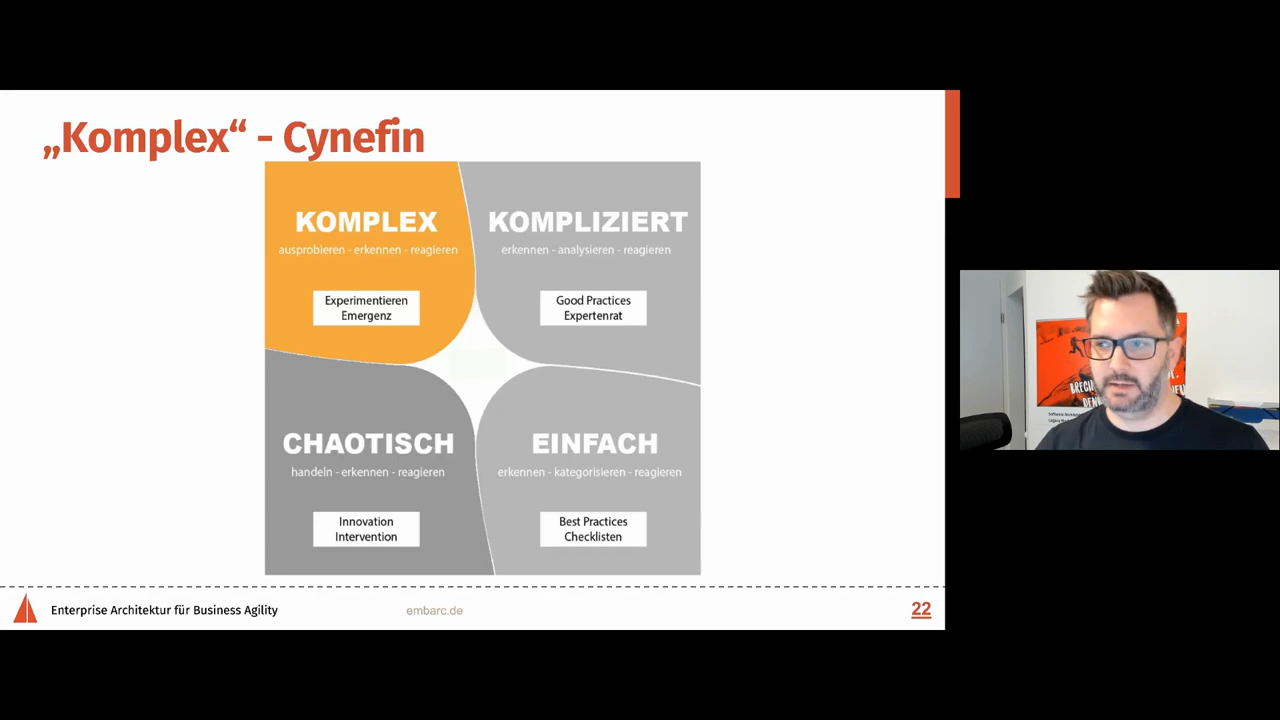 „Komplex“ - Cynefin
KOMPLEX
ausprobieren - erkennen - reagieren
Experimentieren
Emergenz
KOMPLIZIERT
erkennen - analysieren - reagieren
Good Practices
Expertenrat
CHAOTISCH
handeln - erkennen - reagieren
Innovation
Intervention
EINFACH
erkennen - kategorisieren - reagieren
Best Practices
Checklisten
Enterprise Architektur für Business Agility
embarc.de
22